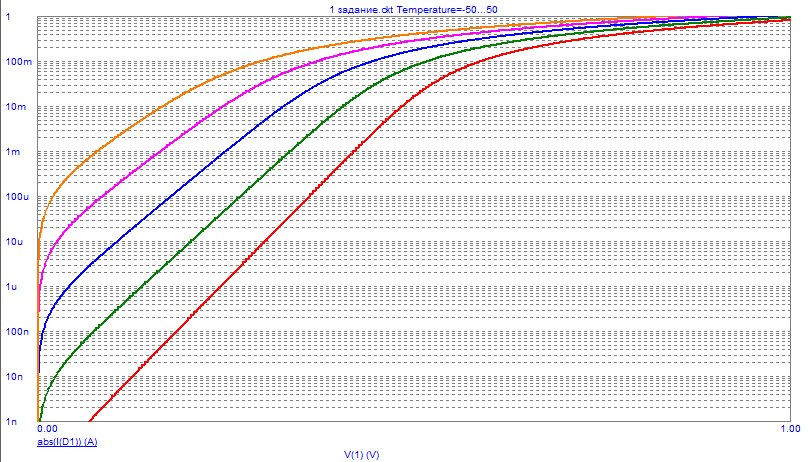 1 задание.ckt Temperature=-50...50
1
100m
10m
1m
100u
10u
1u
100n
10n
1n
0.00 1.00
abs(I(D1)) (A)
V(1) (V)